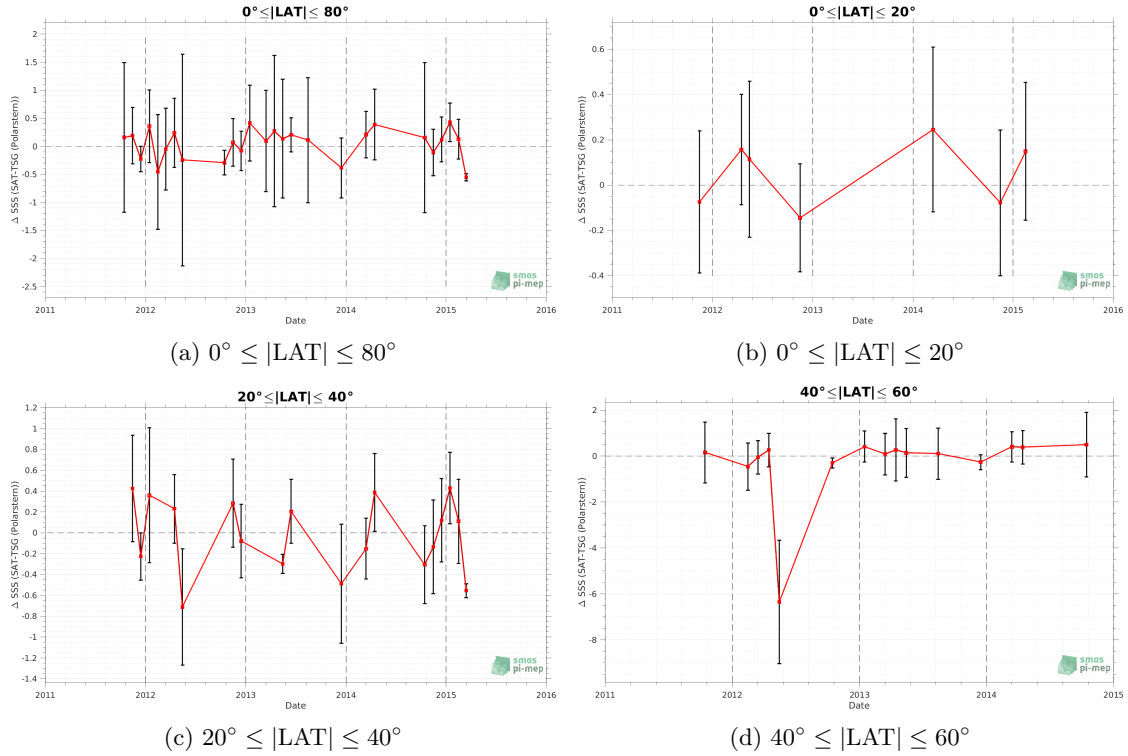 0°≤|LAT|≤ 80°
Δ SSS (SAT-TSG (Polarstern))
2
1.5
1
0.5
0
-0.5
-1
-1.5
-2
-2.5
2011 2012 2013 2014 2015 2016
Date
smos
pi-mep
(a) 0° ≤ |LAT| ≤ 80°
0°≤|LAT|≤ 20°
Δ SSS (SAT-TSG (Polarstern))
0.6
0.4
0.2
0
-0.2
-0.4
2011 2012 2013 2014 2015 2016
Date
smos
pi-mep
(b) 0° ≤ |LAT| ≤ 20°
20°≤|LAT|≤ 40°
Δ SSS (SAT-TSG (Polarstern))
1.2
1
0.8
0.6
0.4
0.2
0
-0.2
-0.4
-0.6
-0.8
-1
-1.2
-1.4
2011 2012 2013 2014 2015 2016
Date
smos
pi-mep
(c) 20° ≤ |LAT| ≤ 40°
40°≤|LAT|≤ 60°
Δ SSS (SAT-TSG (Polarstern))
2
0
-2
-4
-6
-8
2011 2012 2013 2014 2015
Date
smos
pi-mep
(d) 40° ≤ |LAT| ≤ 60°